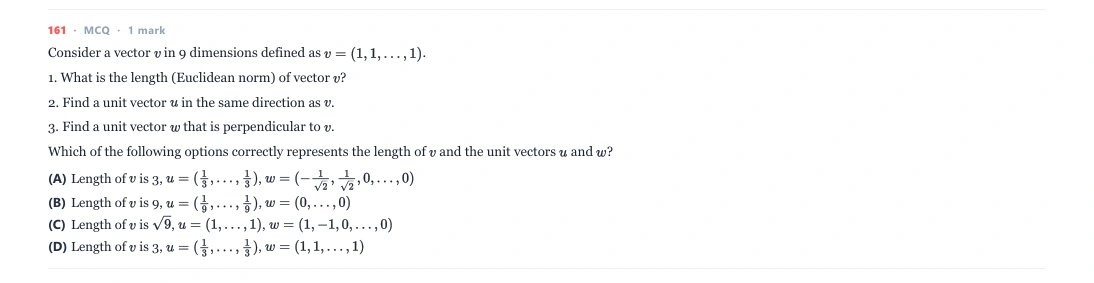 161 · MCQ · 1 mark
Consider a vector v in 9 dimensions defined as v = (1, 1, . . . , 1).
1. What is the length (Euclidean norm) of vector v?
2. Find a unit vector u in the same direction as v.
3. Find a unit vector w that is perpendicular to v.
Which of the following options correctly represents the length of v and the unit vectors u and w?
(A) Length of v is 3, u = (1/3, . . . , 1/3), w = (−1/√2, 1/√2, 0, . . . , 0)
(B) Length of v is 9, u = (1/9, . . . , 1/9), w = (0, . . . , 0)
(C) Length of v is √9, u = (1, . . . , 1), w = (1, −1, 0, . . . , 0)
(D) Length of v is 3, u = (1/3, . . . , 1/3), w = (1, 1, . . . , 1)